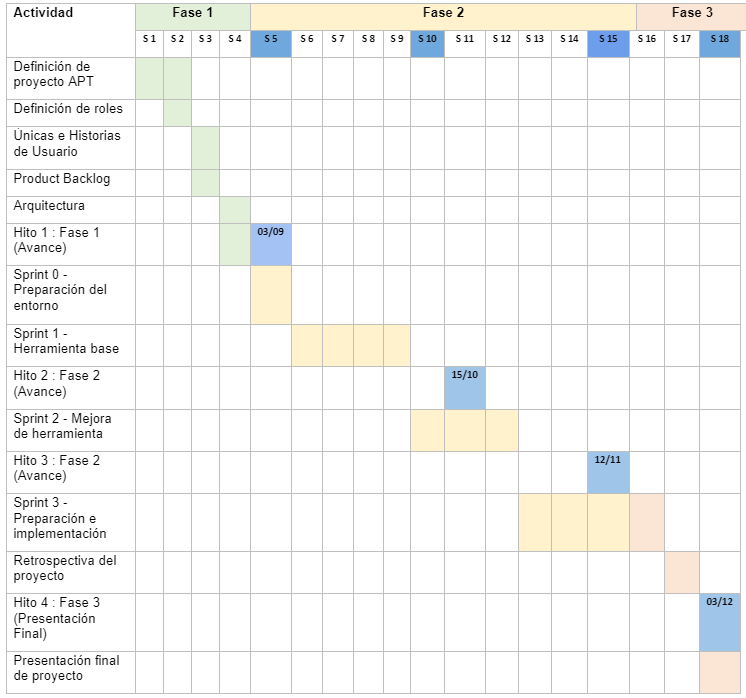 Actividad Fase 1 Fase 2 Fase 3
S 1 S 2 S 3 S 4 S 5 S 6 S 7 S 8 S 9 S 10 S 11 S 12 S 13 S 14 S 15 S 16 S 17 S 18
Definición de
proyecto APT
Definición de roles
Únicas e Historias
de Usuario
Product Backlog
Arquitectura
Hito 1 : Fase 1 03/09
(Avance)
Sprint 0 -
Preparación del
entorno
Sprint 1 -
Herramienta base
Hito 2 : Fase 2 15/10
(Avance)
Sprint 2 - Mejora
de herramienta
Hito 3 : Fase 2 12/11
(Avance)
Sprint 3 -
Preparación e
implementación
Retrospectiva del
proyecto
Hito 4 : Fase 3 03/12
(Presentación
Final)
Presentación final
de proyecto